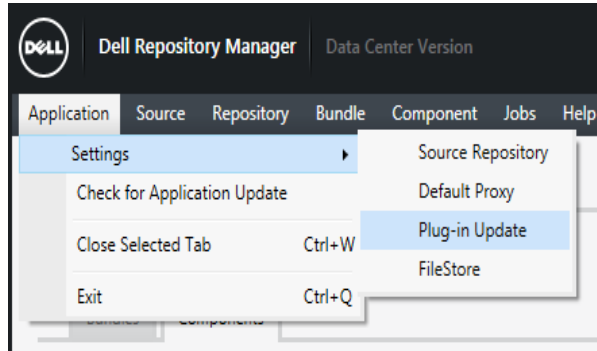 DELL Dell Repository Manager Data Center Version
Application Source Repository Bundle Component Jobs Help
Settings Source Repository
Check for Application Update Default Proxy
Plug-in Update
Close Selected Tab Ctrl+W
FileStore
Exit Ctrl+Q
Bundles Components